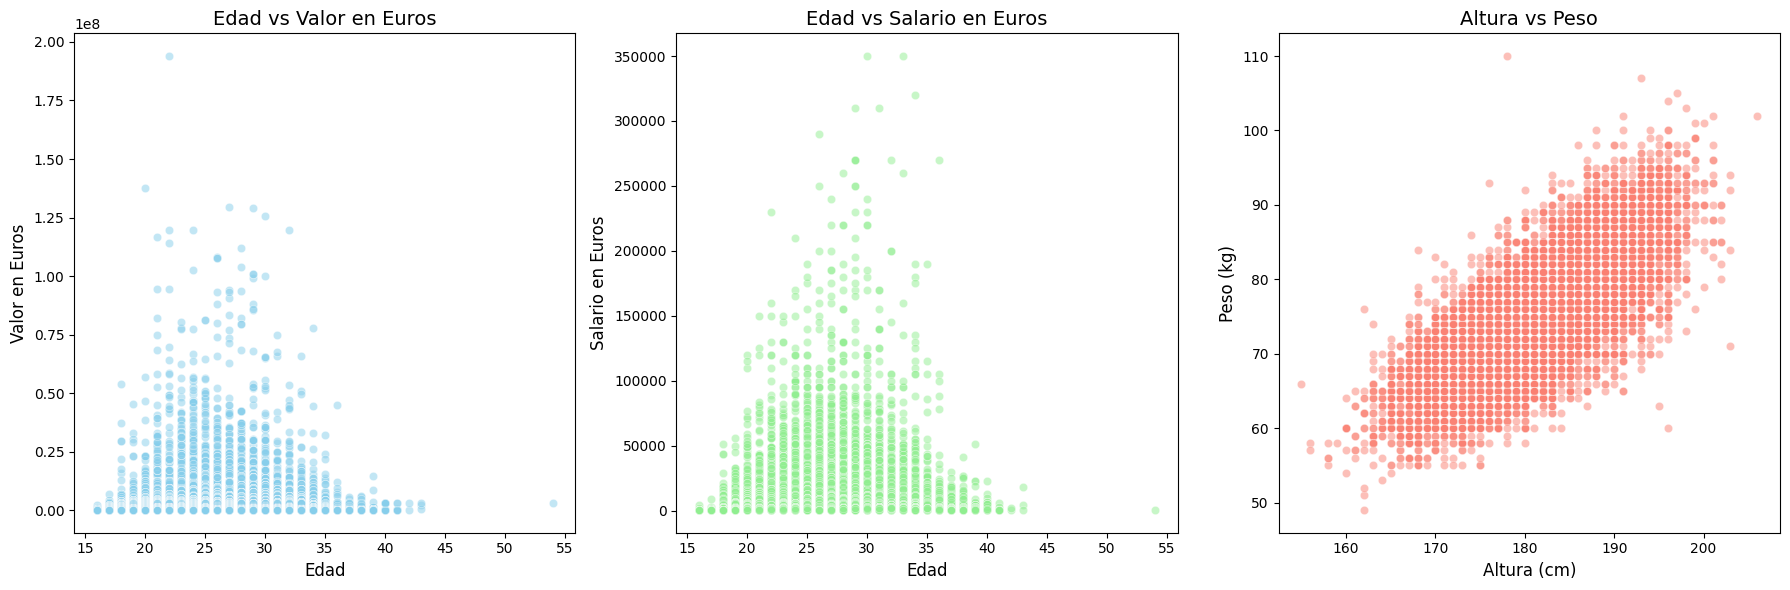 Edad vs Valor en Euros
1e8
2.00
1.75
1.50
1.25
1.00
0.75
0.50
0.25
0.00
Valor en Euros
15 20 25 30 35 40 45 50 55
Edad
Edad vs Salario en Euros
350000
300000
250000
200000
150000
100000
50000
0
Salario en Euros
15 20 25 30 35 40 45 50 55
Edad
Altura vs Peso
110
100
90
80
70
60
50
Peso (kg)
160 170 180 190 200
Altura (cm)